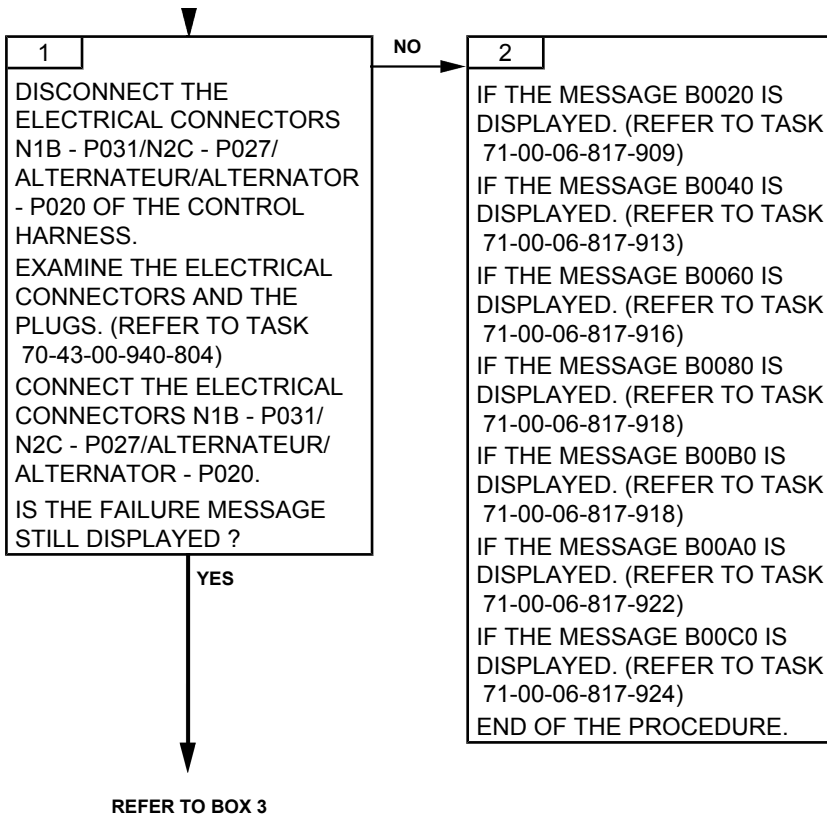 1
DISCONNECT THE
ELECTRICAL CONNECTORS
N1B - P031/N2C - P027/
ALTERNATEUR/ALTERNATOR
- P020 OF THE CONTROL
HARNESS.
EXAMINE THE ELECTRICAL
CONNECTORS AND THE
PLUGS. (REFER TO TASK
70-43-00-940-804)
CONNECT THE ELECTRICAL
CONNECTORS N1B - P031/
N2C - P027/ALTERNATEUR/
ALTERNATOR - P020.
IS THE FAILURE MESSAGE
STILL DISPLAYED ?
NO
2
IF THE MESSAGE B0020 IS
DISPLAYED. (REFER TO TASK
71-00-06-817-909)
IF THE MESSAGE B0040 IS
DISPLAYED. (REFER TO TASK
71-00-06-817-913)
IF THE MESSAGE B0060 IS
DISPLAYED. (REFER TO TASK
71-00-06-817-916)
IF THE MESSAGE B0080 IS
DISPLAYED. (REFER TO TASK
71-00-06-817-918)
IF THE MESSAGE B00B0 IS
DISPLAYED. (REFER TO TASK
71-00-06-817-918)
IF THE MESSAGE B00A0 IS
DISPLAYED. (REFER TO TASK
71-00-06-817-922)
IF THE MESSAGE B00C0 IS
DISPLAYED. (REFER TO TASK
71-00-06-817-924)
END OF THE PROCEDURE.
YES
REFER TO BOX 3